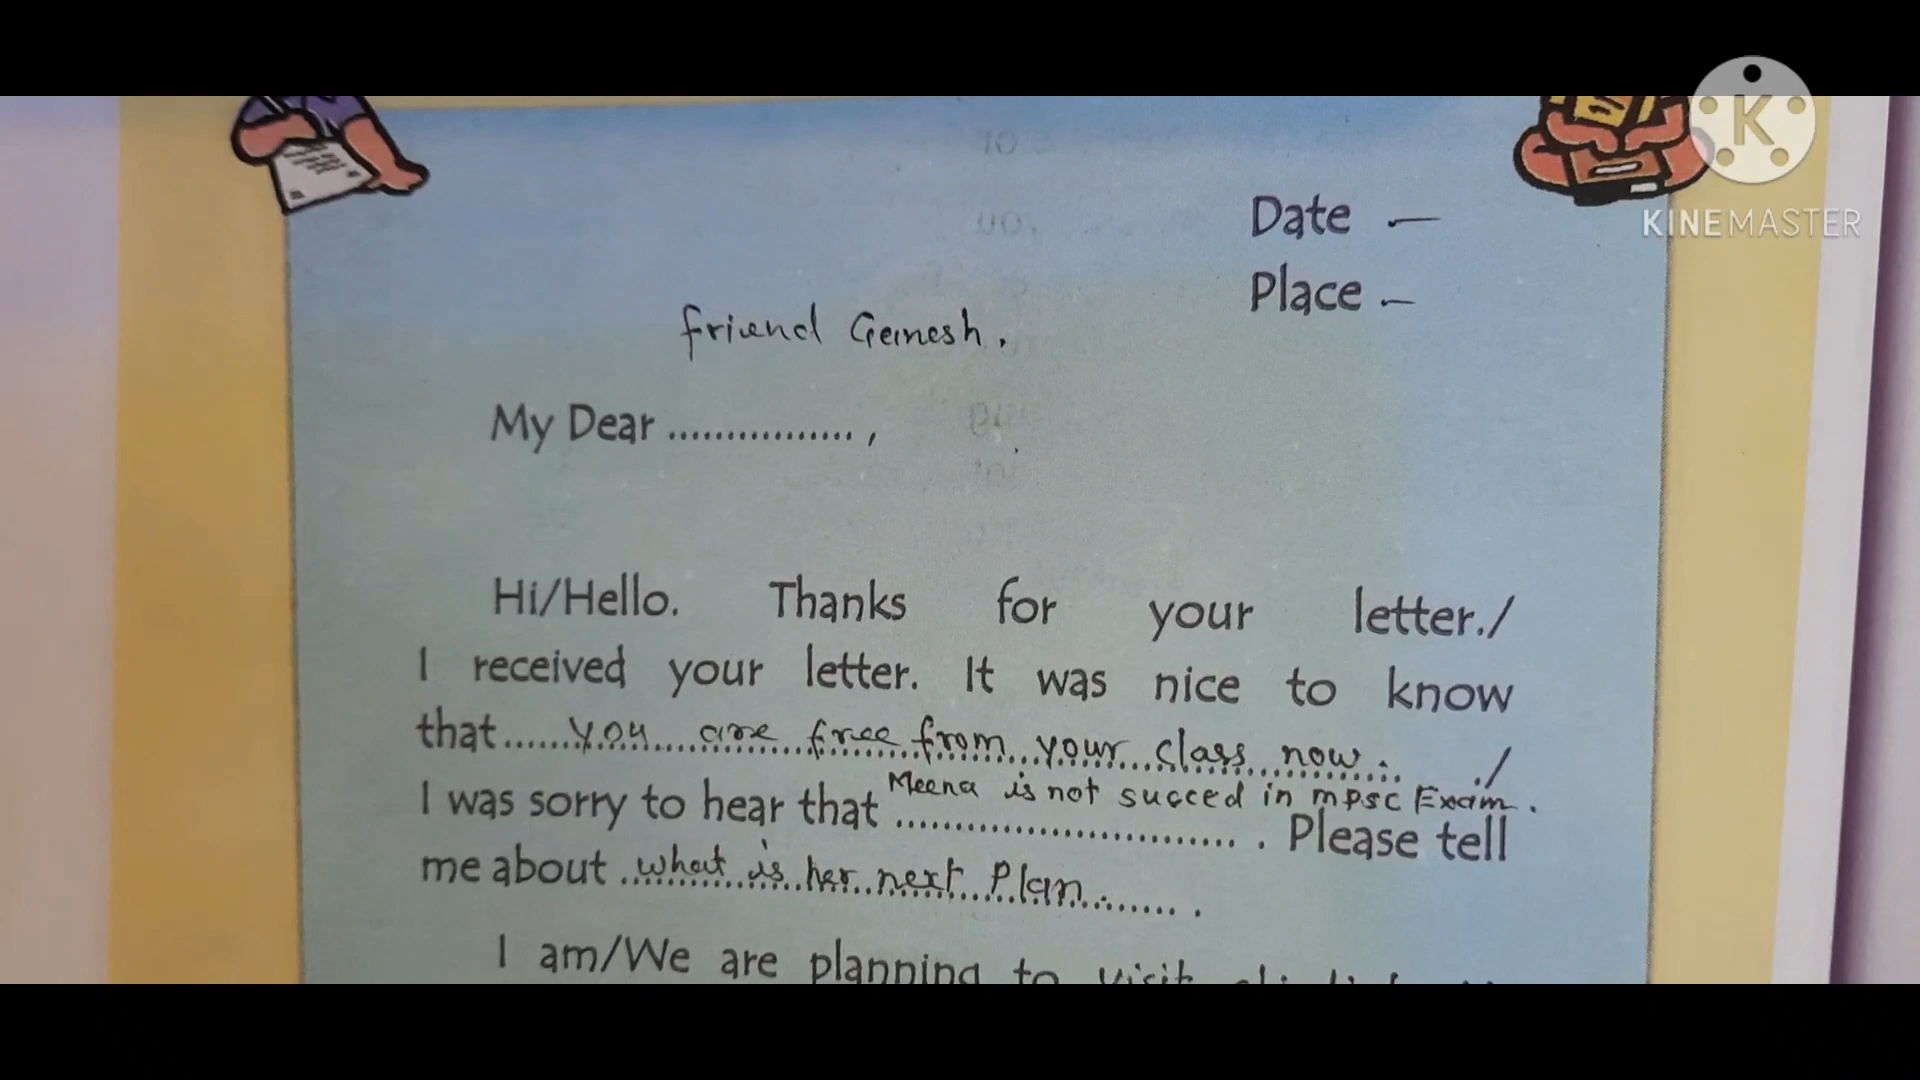 Date —
Place —
KINEMASTER
friend Ganesh.
My Dear ................ ,
Hi/Hello. Thanks for your letter./
I received your letter. It was nice to know
that......you are free from your class now. ./
Meena is not succed in mpsc Exam.
I was sorry to hear that .............................. . Please tell
me about ..what is her next Plan........ .
I am/We are planning to visit